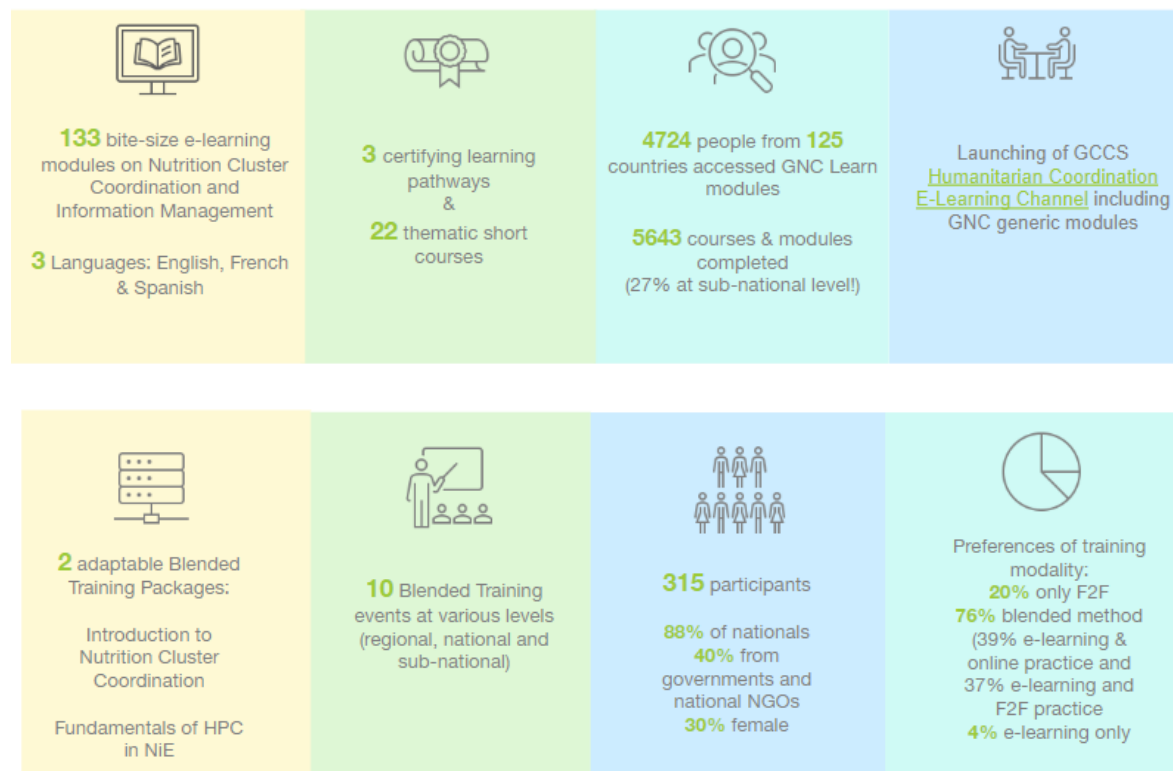 133 bite-size e-learning
modules on Nutrition Cluster
Coordination and
Information Management
3 Languages: English, French
& Spanish
3 certifying learning
pathways
&
22 thematic short
courses
4724 people from 125
countries accessed GNC Learn
modules
5643 courses & modules
completed
(27% at sub-national level!)
Launching of GCCS
Humanitarian Coordination
E-Learning Channel including
GNC generic modules
2 adaptable Blended
Training Packages:
Introduction to
Nutrition Cluster
Coordination
Fundamentals of HPC
in NiE
10 Blended Training
events at various levels
(regional, national and
sub-national)
315 participants
88% of nationals
40% from
governments and
national NGOs
30% female
Preferences of training
modality:
20% only F2F
76% blended method
(39% e-learning &
online practice and
37% e-learning and
F2F practice
4% e-learning only